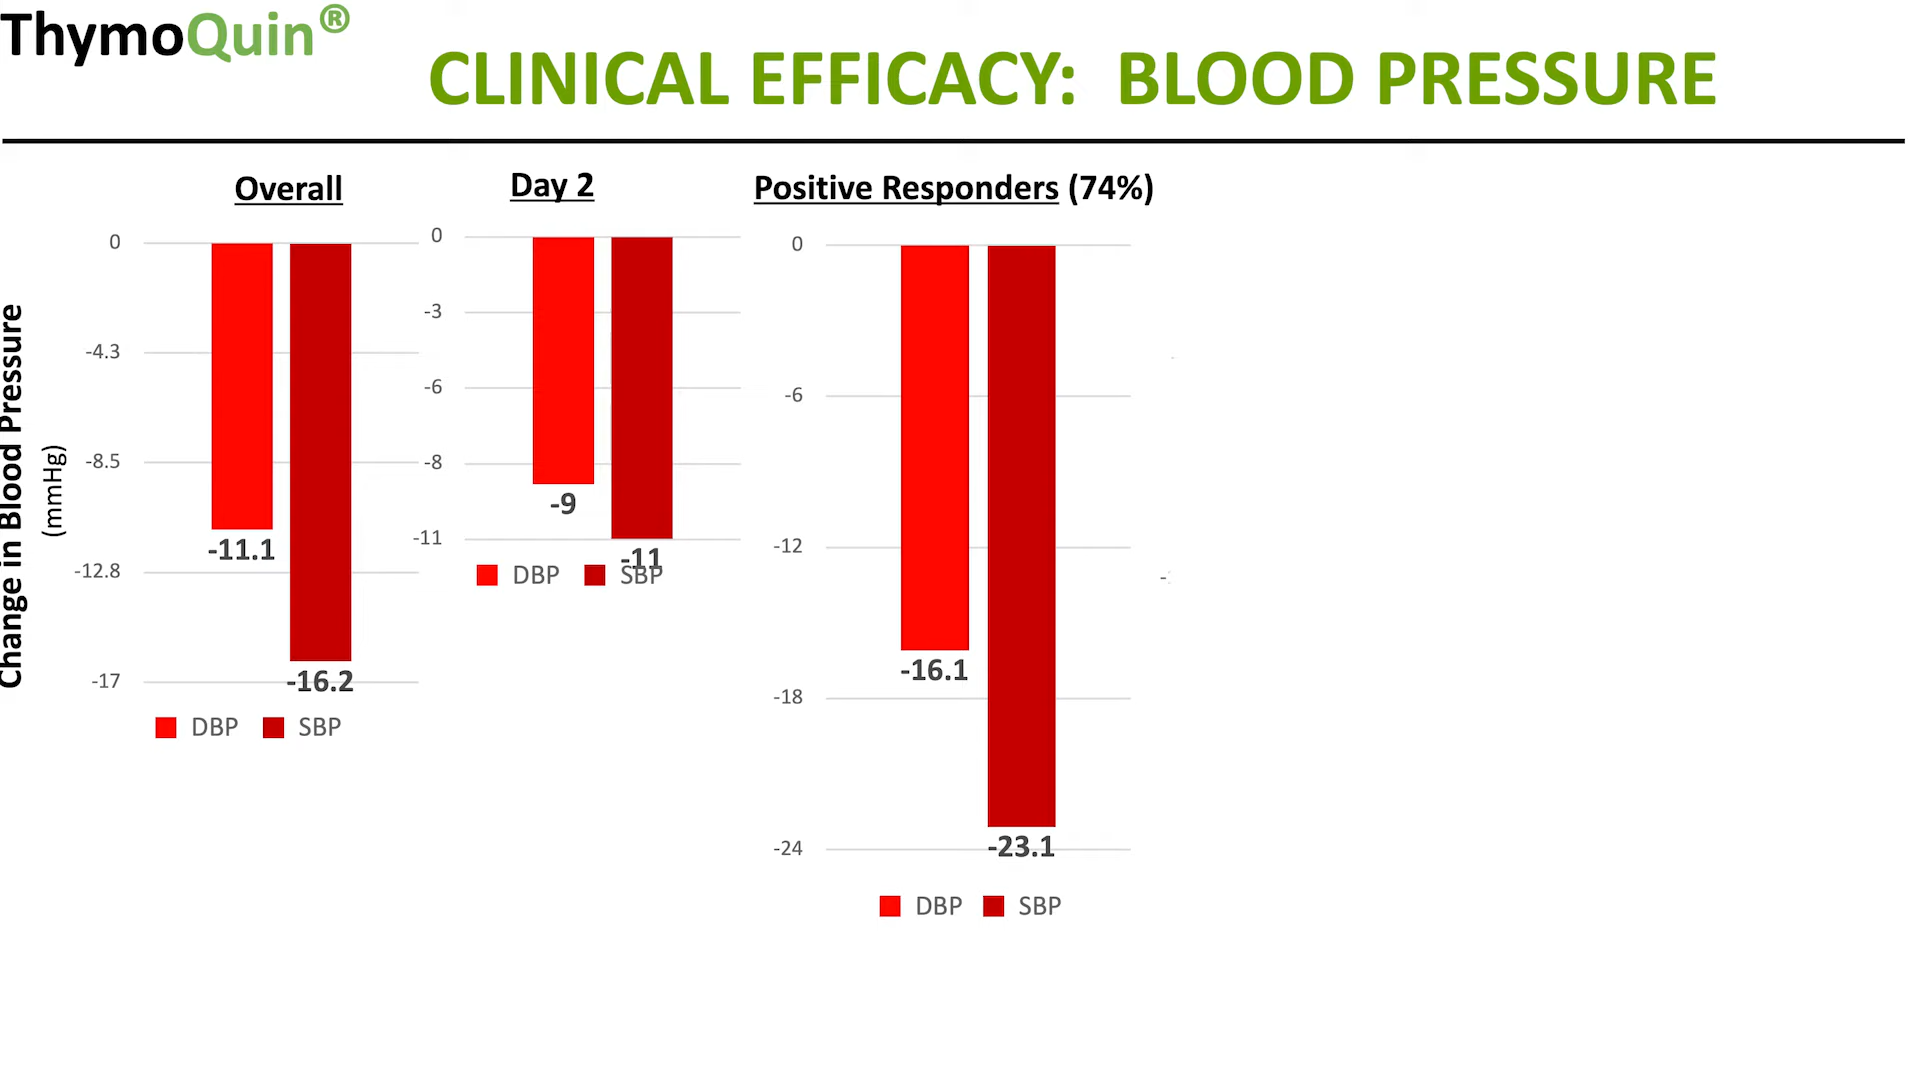 ThymoQuin®
CLINICAL EFFICACY: BLOOD PRESSURE
Overall
Day 2
Positive Responders (74%)
Change in Blood Pressure
(mmHg)
0
-4.3
-8.5
-12.8
-17
-11.1
-16.2
DBP SBP
0
-3
-6
-8
-11
-9
-11
DBP SBP
0
-6
-12
-18
-24
-16.1
-23.1
DBP SBP